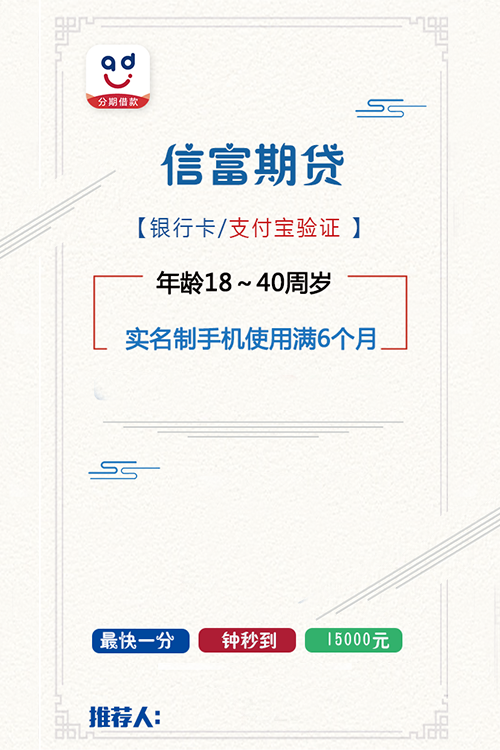 ad
分期借款
信富期贷
【银行卡/支付宝验证 】
年龄18～40周岁
实名制手机使用满6个月
最快一分 钟秒到 15000元
推荐人：